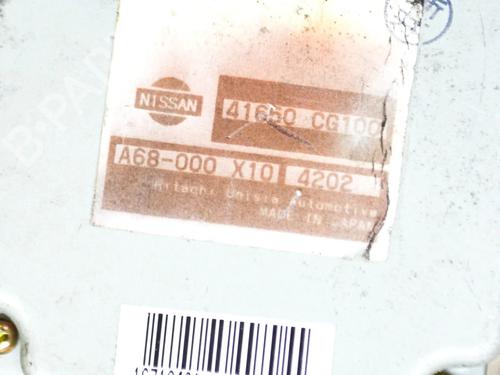 NISSAN
41650 CG100
A68-000 X10 4202
Hitachi Unisia Automotive
MADE IN JAPAN